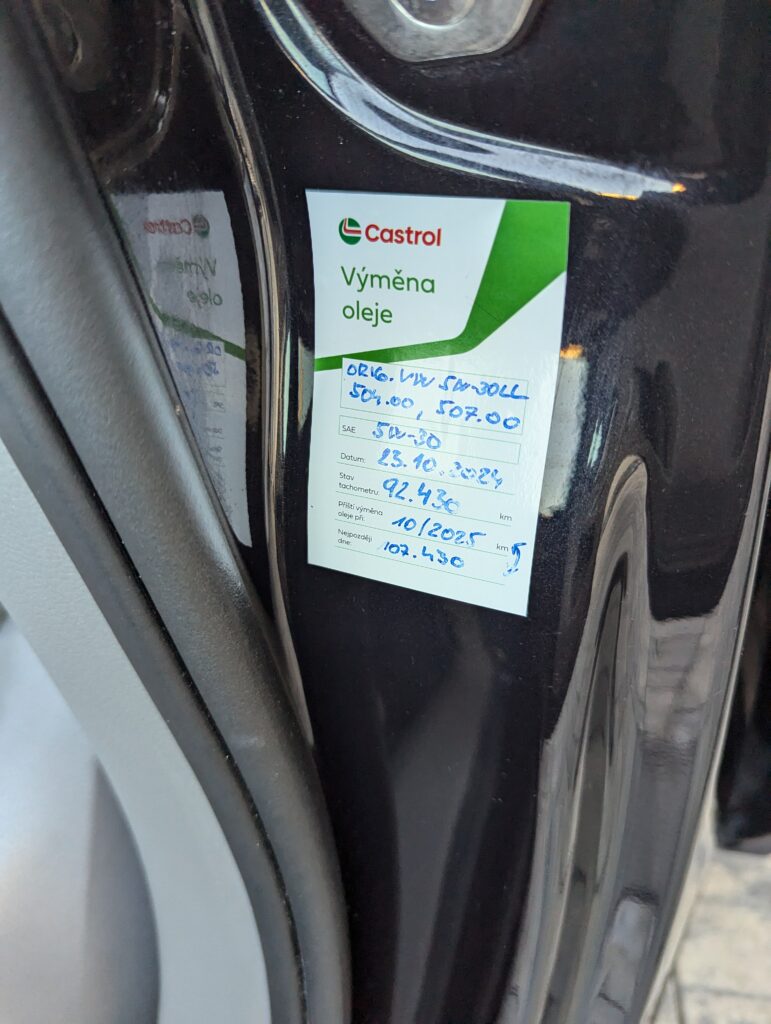 Castrol
Výměna
oleje
ORIG. VW 5W-30LL
504.00, 507.00
SAE 5W-30
Datum: 23.10.2024
Stav
tachometru: 92.430 km
Příští výměna
oleje při: 10/2025 km
Nejpozději
dne: 107.430